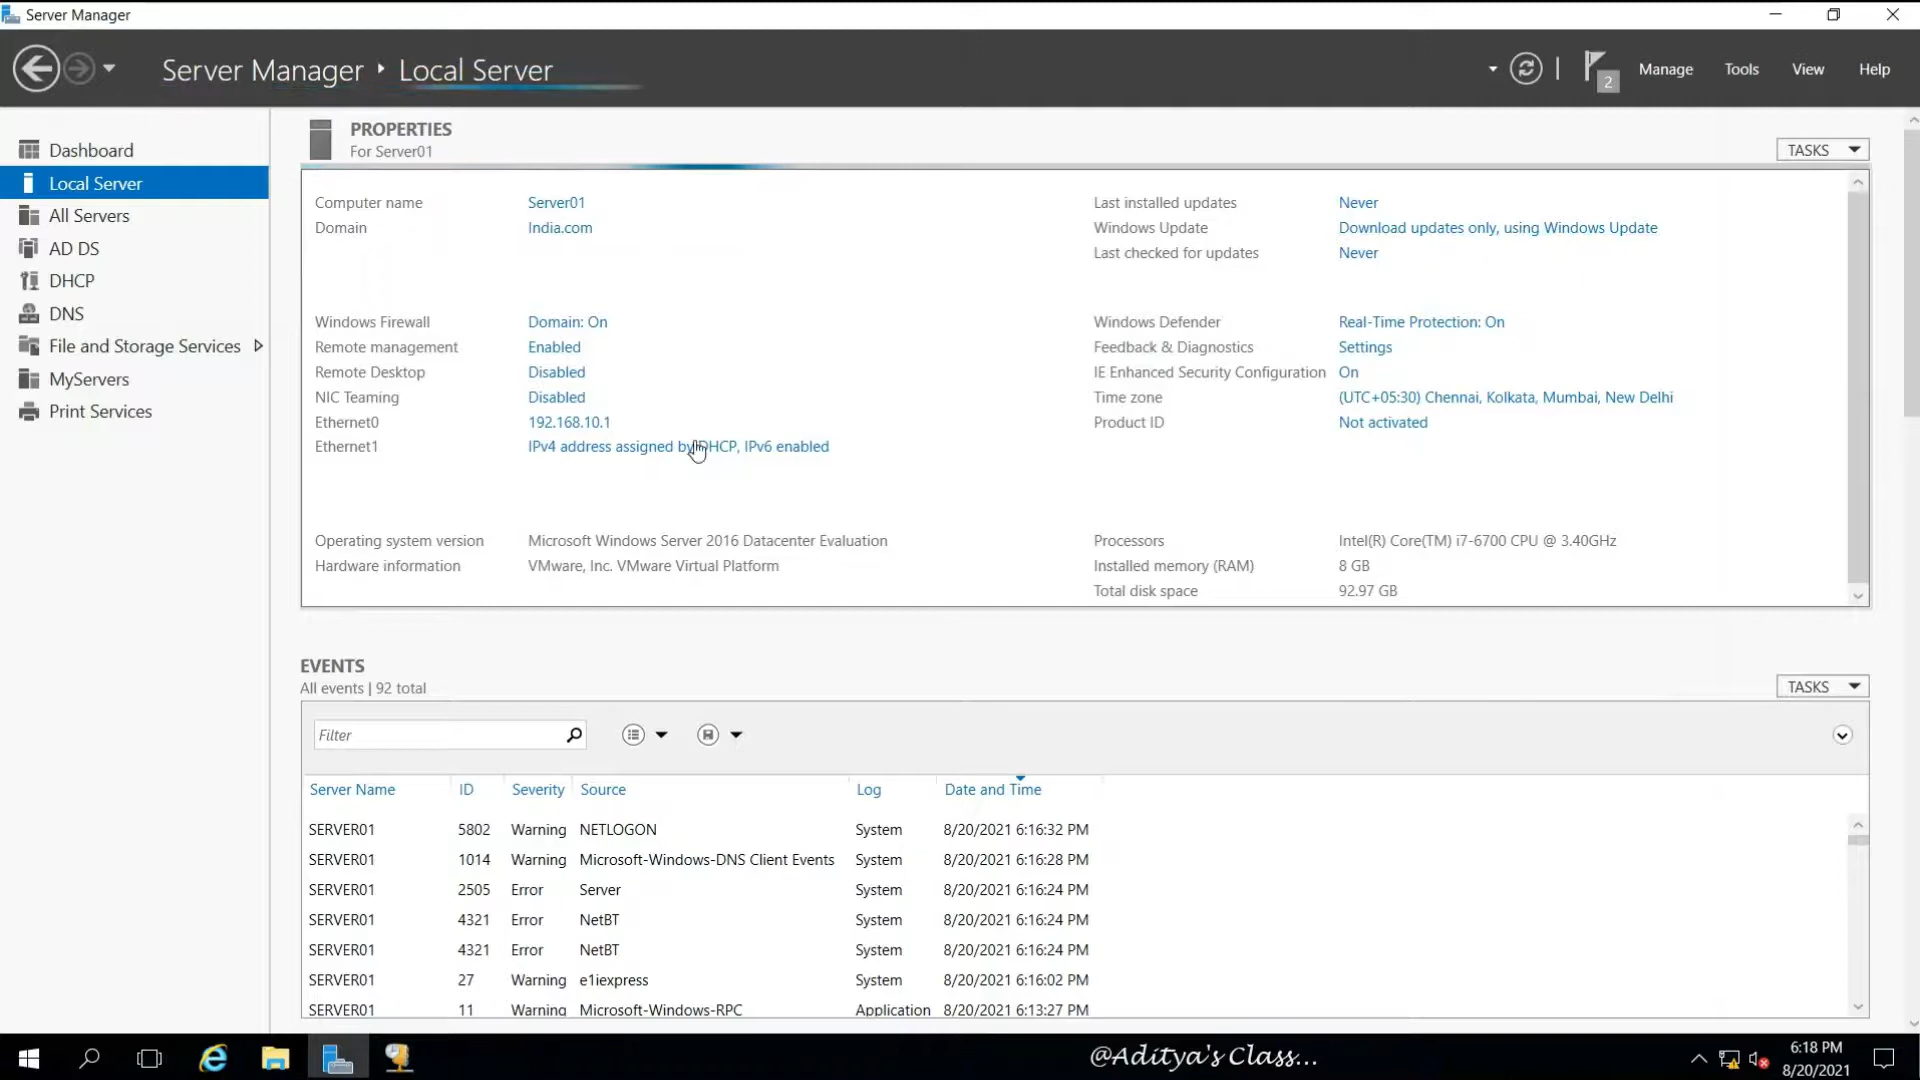 Server Manager
Server Manager • Local Server
2
Manage Tools View Help
Dashboard
Local Server
All Servers
AD DS
DHCP
DNS
File and Storage Services
MyServers
Print Services
PROPERTIES
For Server01
TASKS
Computer name Server01
Domain India.com
Last installed updates Never
Windows Update Download updates only, using Windows Update
Last checked for updates Never
Windows Firewall Domain: On
Remote management Enabled
Remote Desktop Disabled
NIC Teaming Disabled
Ethernet0 192.168.10.1
Ethernet1 IPv4 address assigned by DHCP, IPv6 enabled
Windows Defender Real-Time Protection: On
Feedback & Diagnostics Settings
IE Enhanced Security Configuration On
Time zone (UTC+05:30) Chennai, Kolkata, Mumbai, New Delhi
Product ID Not activated
Operating system version Microsoft Windows Server 2016 Datacenter Evaluation
Hardware information VMware, Inc. VMware Virtual Platform
Processors Intel(R) Core(TM) i7-6700 CPU @ 3.40GHz
Installed memory (RAM) 8 GB
Total disk space 92.97 GB
EVENTS
All events | 92 total
TASKS
Filter
Server Name ID Severity Source Log Date and Time
SERVER01 5802 Warning NETLOGON System 8/20/2021 6:16:32 PM
SERVER01 1014 Warning Microsoft-Windows-DNS Client Events System 8/20/2021 6:16:28 PM
SERVER01 2505 Error Server System 8/20/2021 6:16:24 PM
SERVER01 4321 Error NetBT System 8/20/2021 6:16:24 PM
SERVER01 4321 Error NetBT System 8/20/2021 6:16:24 PM
SERVER01 27 Warning e1iexpress System 8/20/2021 6:16:02 PM
SERVER01 11 Warning Microsoft-Windows-RPC Application 8/20/2021 6:13:27 PM
@Aditya's Class...
6:18 PM
8/20/2021